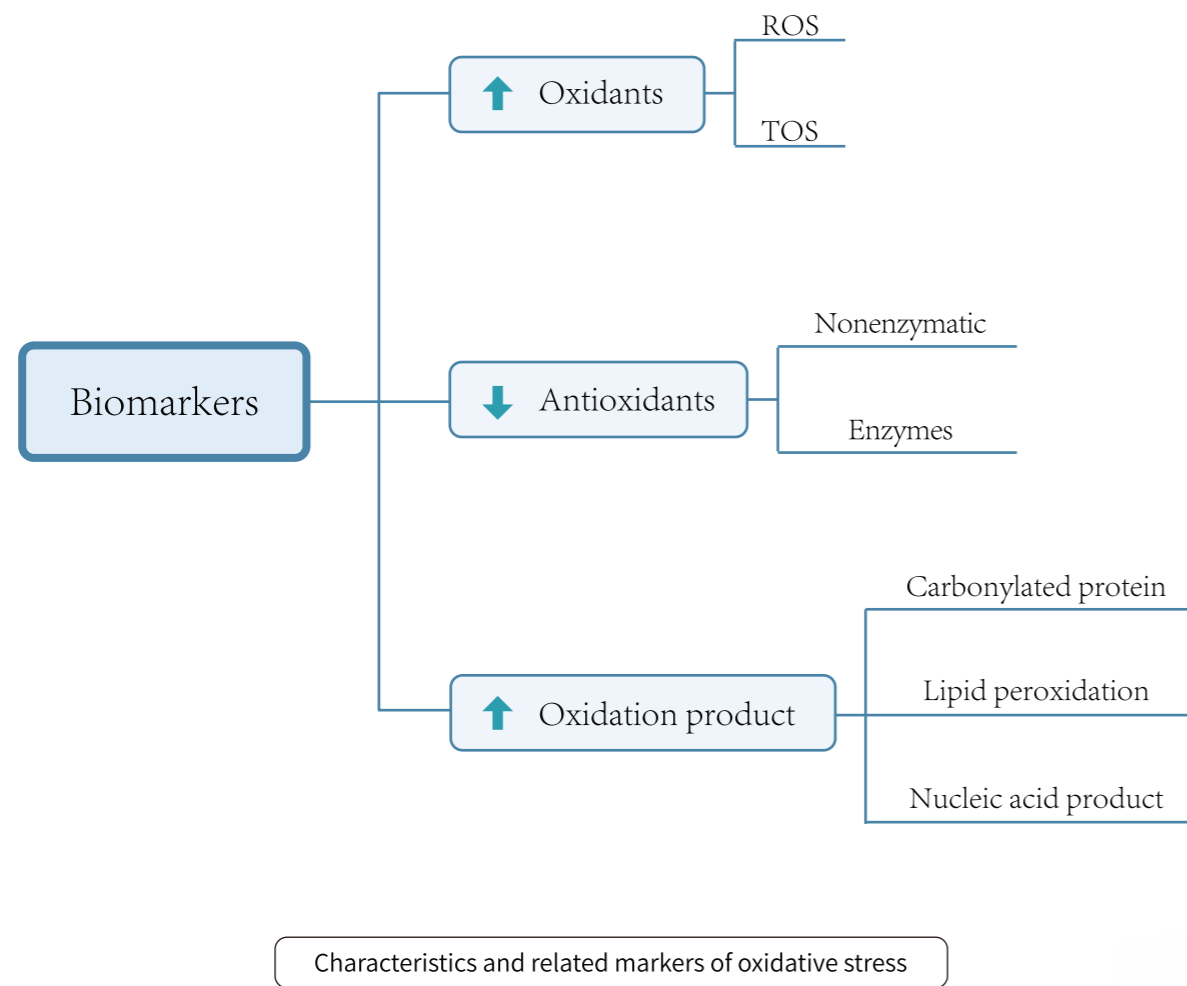 ROS
Oxidants
TOS
Nonenzymatic
Biomarkers
Antioxidants
Enzymes
Carbonylated protein
Lipid peroxidation
Oxidation product
Nucleic acid product
Characteristics and related markers of oxidative stress